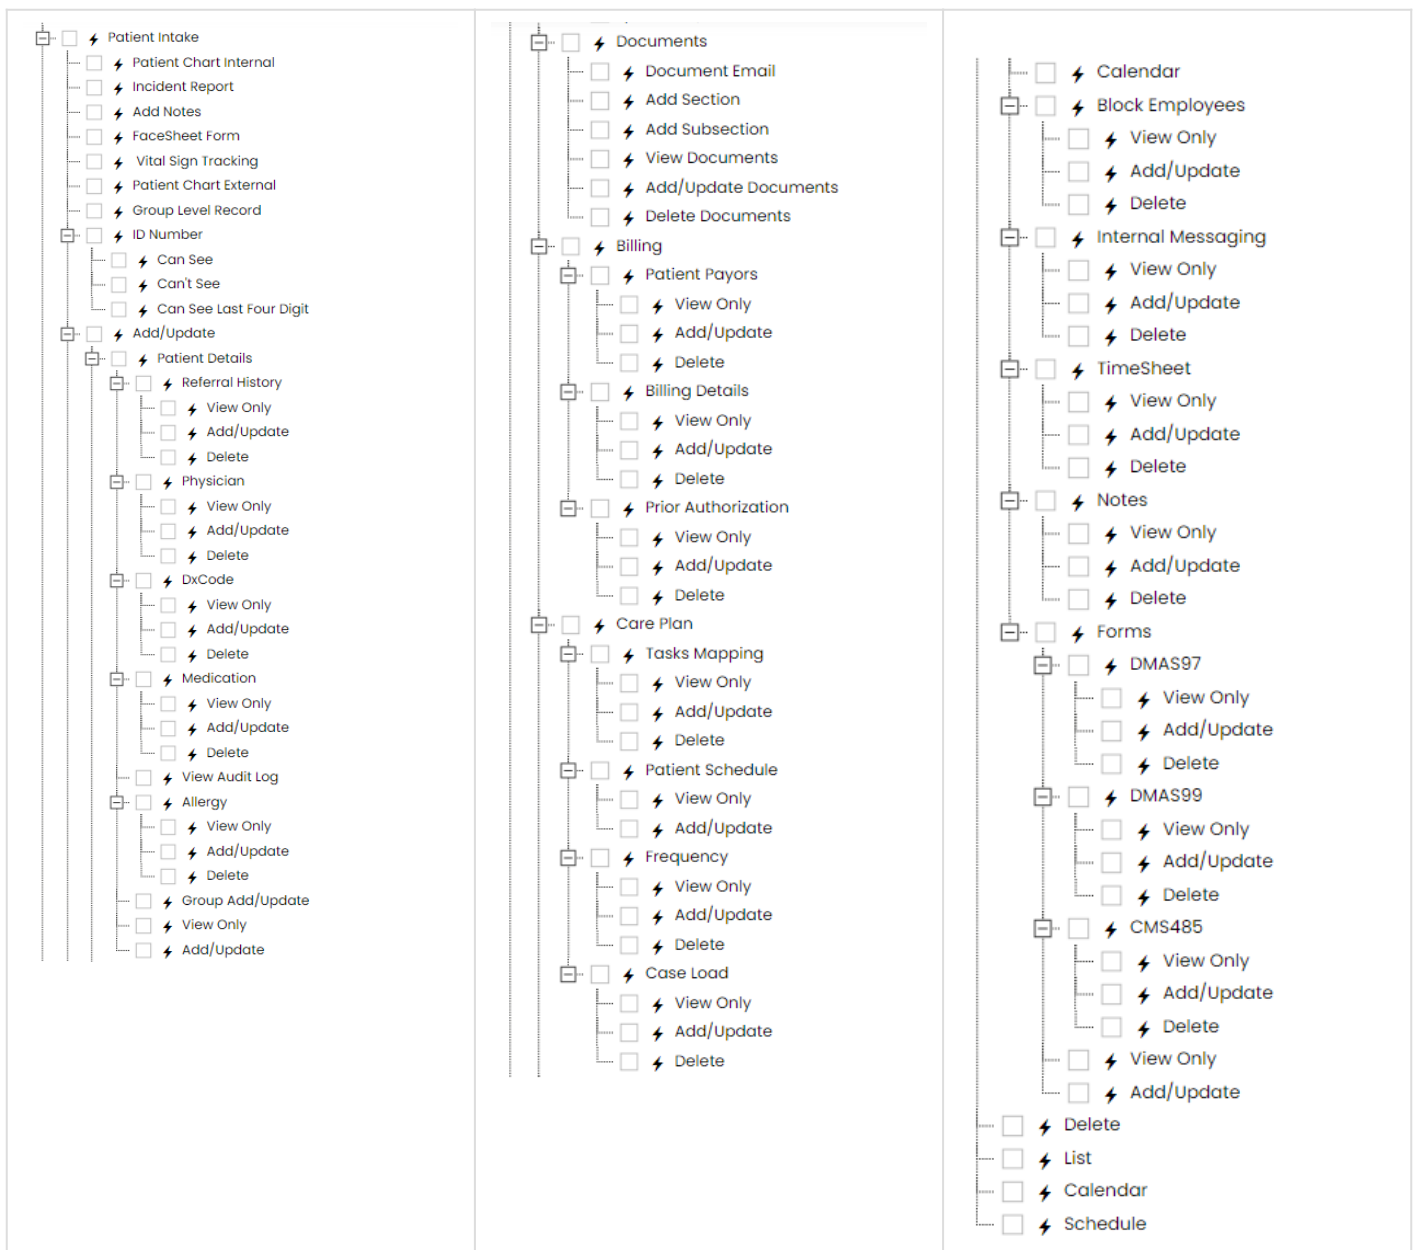 Patient Intake
Patient Chart Internal
Incident Report
Add Notes
FaceSheet Form
Vital Sign Tracking
Patient Chart External
Group Level Record
ID Number
Can See
Can't See
Can See Last Four Digit
Add/Update
Patient Details
Referral History
View Only
Add/Update
Delete
Physician
View Only
Add/Update
Delete
DxCode
View Only
Add/Update
Delete
Medication
View Only
Add/Update
Delete
View Audit Log
Allergy
View Only
Add/Update
Delete
Group Add/Update
View Only
Add/Update
Documents
Document Email
Add Section
Add Subsection
View Documents
Add/Update Documents
Delete Documents
Billing
Patient Payors
View Only
Add/Update
Delete
Billing Details
View Only
Add/Update
Delete
Prior Authorization
View Only
Add/Update
Delete
Care Plan
Tasks Mapping
View Only
Add/Update
Delete
Patient Schedule
View Only
Add/Update
Frequency
View Only
Add/Update
Delete
Case Load
View Only
Add/Update
Delete
Calendar
Block Employees
View Only
Add/Update
Delete
Internal Messaging
View Only
Add/Update
Delete
TimeSheet
View Only
Add/Update
Delete
Notes
View Only
Add/Update
Delete
Forms
DMAS97
View Only
Add/Update
Delete
DMAS99
View Only
Add/Update
Delete
CMS485
View Only
Add/Update
Delete
View Only
Add/Update
Delete
List
Calendar
Schedule